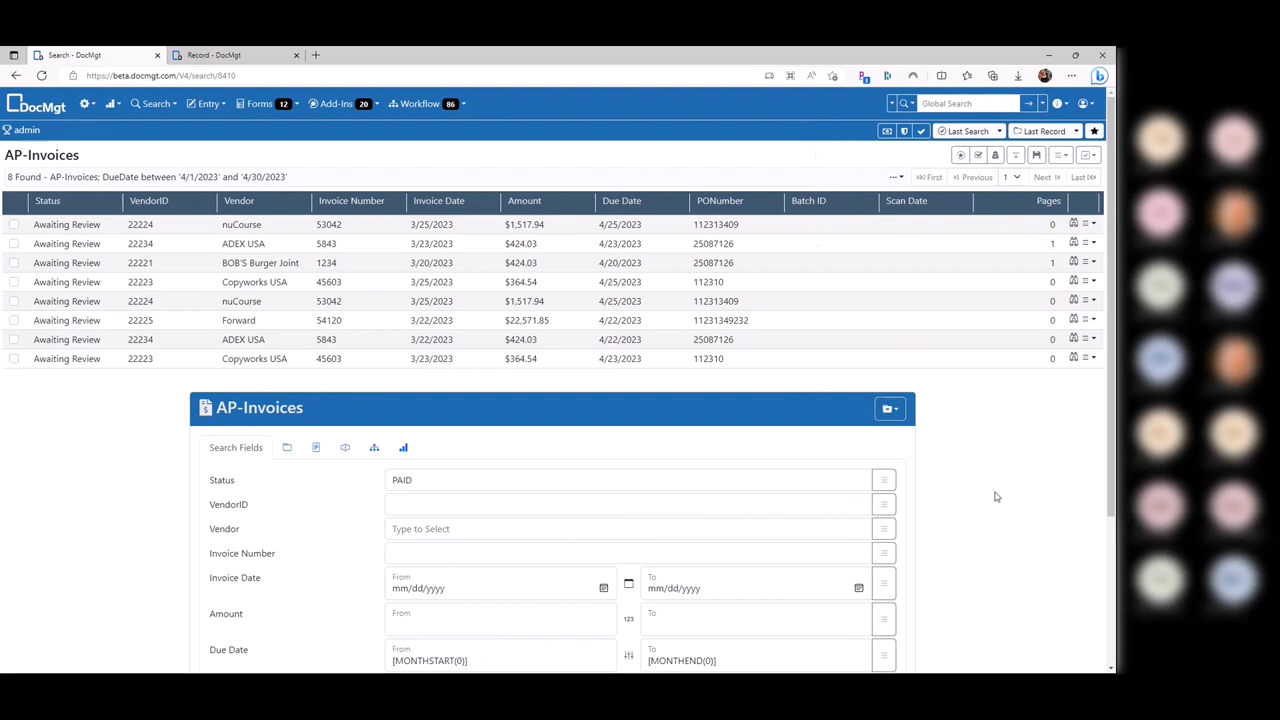 Search - DocMgt
Record - DocMgt
https://beta.docmgt.com/V4/search/8410
DocMgt Search Entry Forms 12 Add-Ins 20 Workflow 86 Global Search
admin Last Search Last Record
AP-Invoices
8 Found - AP-Invoices; DueDate between '4/1/2023' and '4/30/2023' First Previous 1 Next Last
Status VendorID Vendor Invoice Number Invoice Date Amount Due Date PONumber Batch ID Scan Date Pages
Awaiting Review 22224 nuCourse 53042 3/25/2023 $1,517.94 4/25/2023 112313409 0
Awaiting Review 22234 ADEX USA 5843 3/23/2023 $424.03 4/22/2023 25087126 1
Awaiting Review 22221 BOB'S Burger Joint 1234 3/20/2023 $424.03 4/20/2023 25087126 1
Awaiting Review 22223 Copyworks USA 45603 3/25/2023 $364.54 4/23/2023 112310 0
Awaiting Review 22224 nuCourse 53042 3/25/2023 $1,517.94 4/25/2023 112313409 0
Awaiting Review 22225 Forward 54120 3/22/2023 $22,571.85 4/22/2023 11231349232 0
Awaiting Review 22234 ADEX USA 5843 3/22/2023 $424.03 4/22/2023 25087126 0
Awaiting Review 22223 Copyworks USA 45603 3/23/2023 $364.54 4/23/2023 112310 0
AP-Invoices
Search Fields
Status PAID
VendorID
Vendor Type to Select
Invoice Number
Invoice Date From mm/dd/yyyy To mm/dd/yyyy
Amount From 123 To
Due Date From [MONTHSTART(0)] To [MONTHEND(0)]